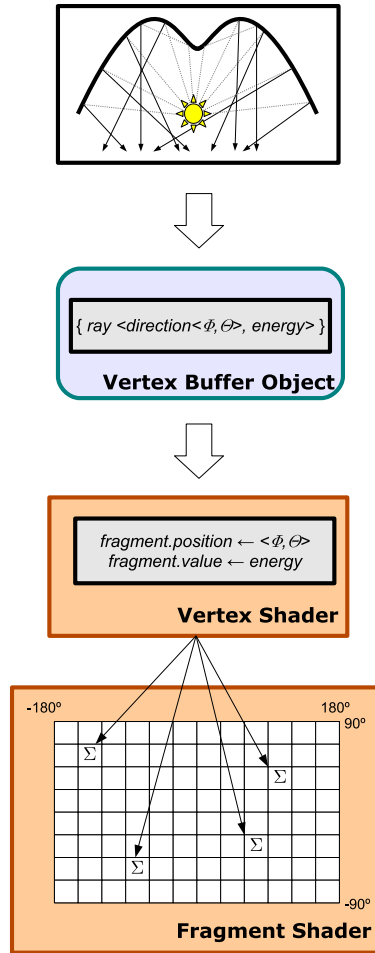 { ray <direction<Φ,Θ>, energy> }
Vertex Buffer Object
fragment.position ← <Φ,Θ>
fragment.value ← energy
Vertex Shader
-180º 180º
90º
Σ
Σ
Σ
Σ
-90º
Fragment Shader